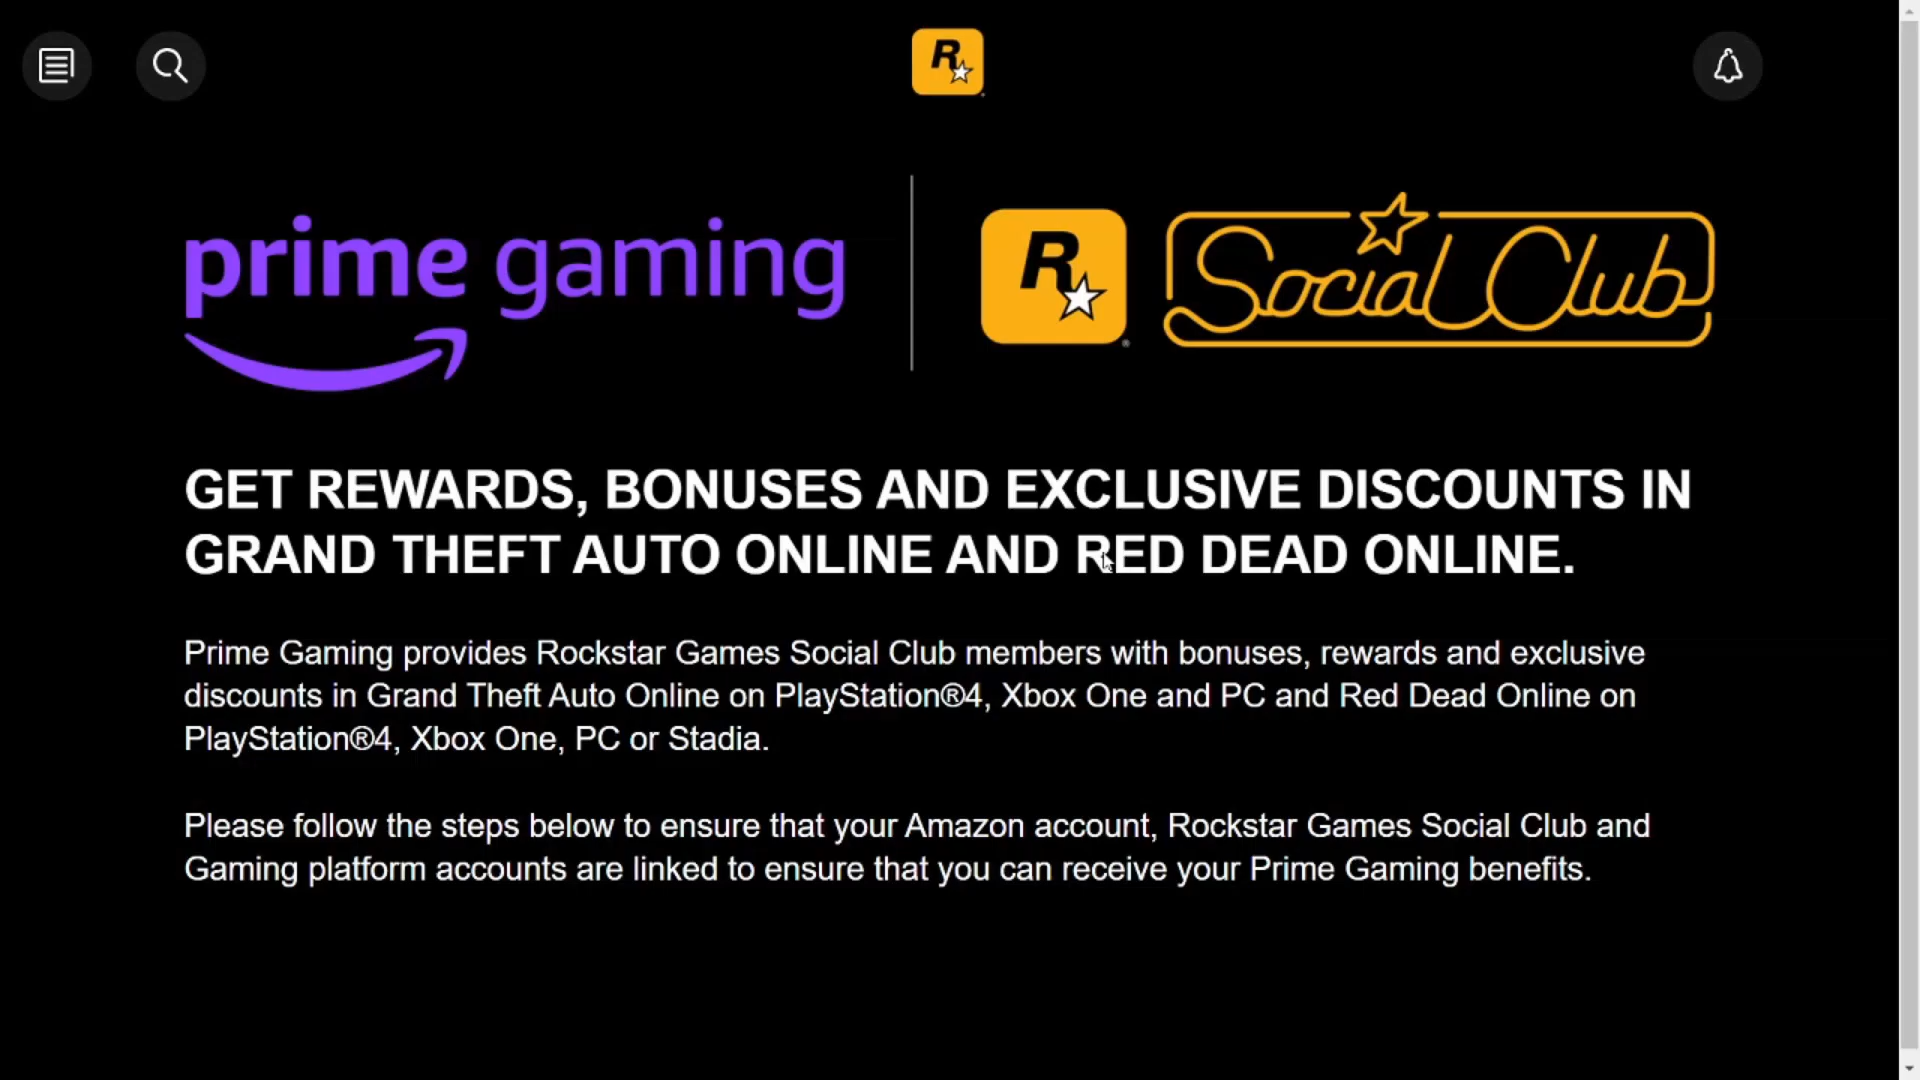 R
prime gaming
R
Social Club
GET REWARDS, BONUSES AND EXCLUSIVE DISCOUNTS IN
GRAND THEFT AUTO ONLINE AND RED DEAD ONLINE.
Prime Gaming provides Rockstar Games Social Club members with bonuses, rewards and exclusive
discounts in Grand Theft Auto Online on PlayStation®4, Xbox One and PC and Red Dead Online on
PlayStation®4, Xbox One, PC or Stadia.
Please follow the steps below to ensure that your Amazon account, Rockstar Games Social Club and
Gaming platform accounts are linked to ensure that you can receive your Prime Gaming benefits.